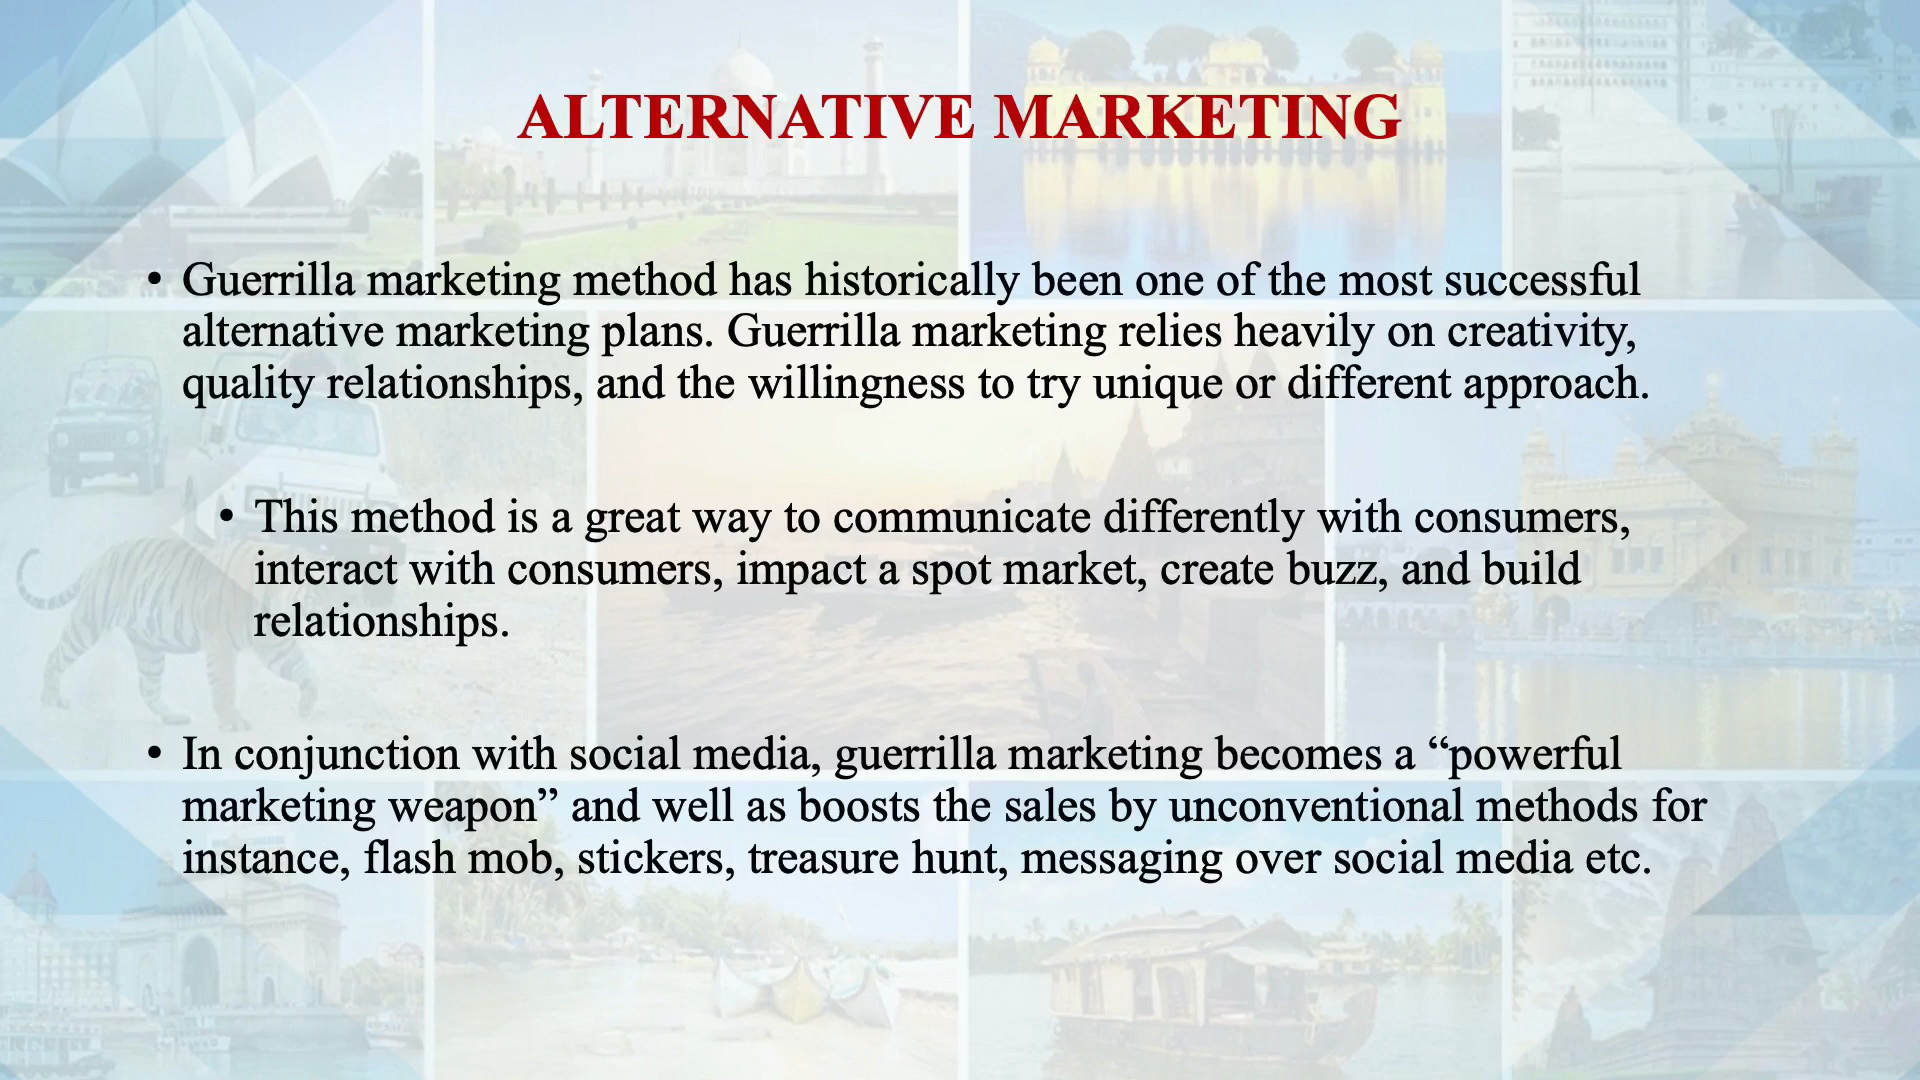 ALTERNATIVE MARKETING
• Guerrilla marketing method has historically been one of the most successful
alternative marketing plans. Guerrilla marketing relies heavily on creativity,
quality relationships, and the willingness to try unique or different approach.
• This method is a great way to communicate differently with consumers,
interact with consumers, impact a spot market, create buzz, and build
relationships.
• In conjunction with social media, guerrilla marketing becomes a “powerful
marketing weapon” and well as boosts the sales by unconventional methods for
instance, flash mob, stickers, treasure hunt, messaging over social media etc.